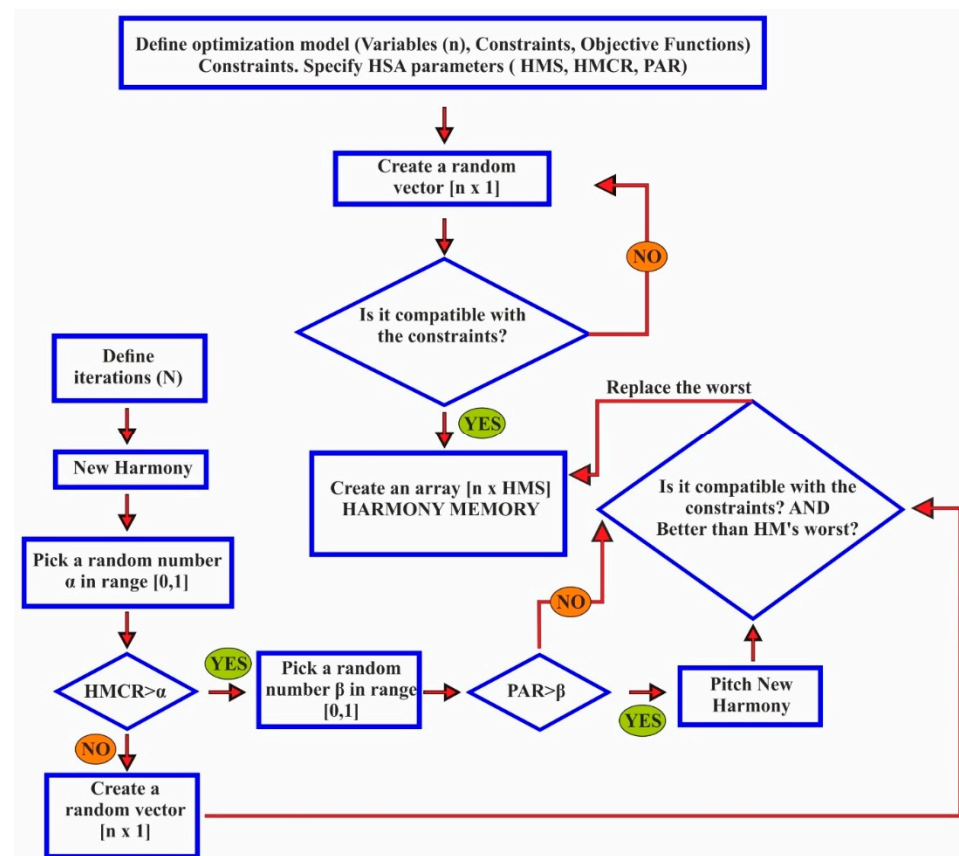 Define optimization model (Variables (n), Constraints, Objective Functions)
Constraints. Specify HSA parameters ( HMS, HMCR, PAR)
Create a random
vector [n x 1]
NO
Is it compatible with
the constraints?
YES
Create an array [n x HMS]
HARMONY MEMORY
Replace the worst
Is it compatible with the
constraints? AND
Better than HM's worst?
Define
iterations (N)
New Harmony
Pick a random number
α in range [0,1]
HMCR>α
YES
Pick a random
number β in range
[0,1]
PAR>β
NO
YES
Pitch New
Harmony
NO
Create a
random vector
[n x 1]